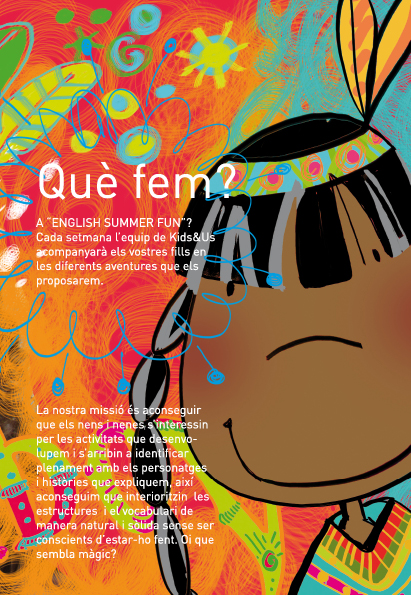 Què fem?
A “ENGLISH SUMMER FUN”?
Cada setmana l'equip de Kids&Us
acompanyarà els vostres fills en
les diferents aventures que els
proposarem.
La nostra missió és aconseguir
que els nens i nenes s'interessin
per les activitats que desenvo-
lupem i s'arribin a identificar
plenament amb els personatges
i històries que expliquem, així
aconseguim que interioritzin les
estructures i el vocabulari de
manera natural i sòlida sense ser
conscients d'estar-ho fent. Oi que
sembla màgic?